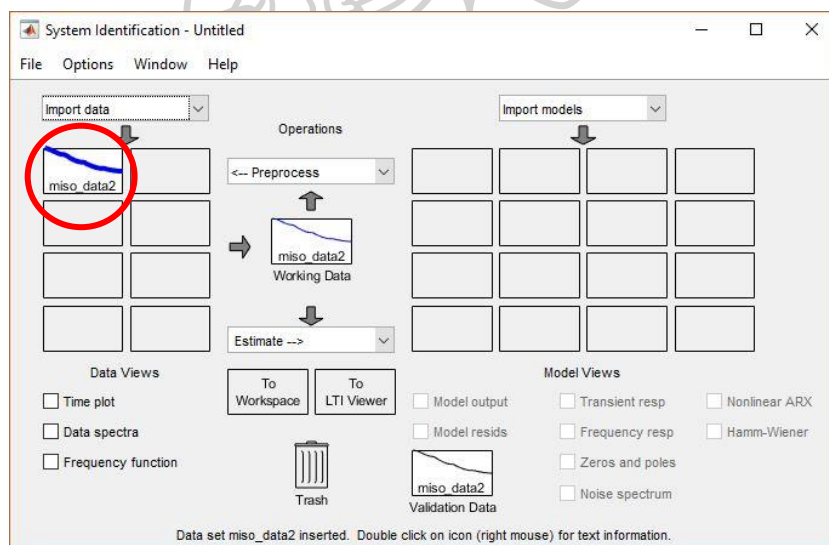 System Identification - Untitled
File Options Window Help
Import data
Import models
Operations
miso_data2
<-- Preprocess
miso_data2
Working Data
Estimate -->
Data Views
Time plot
Data spectra
Frequency function
To Workspace
To LTI Viewer
Trash
Model Views
Model output
Model resids
Transient resp
Frequency resp
Zeros and poles
Noise spectrum
Nonlinear ARX
Hamm-Wiener
miso_data2
Validation Data
Data set miso_data2 inserted. Double click on icon (right mouse) for text information.